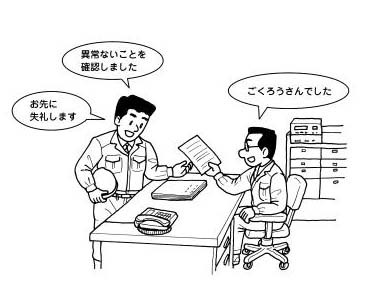 異常ないことを
確認しました
お先に
失礼します
ごくろうさんでした